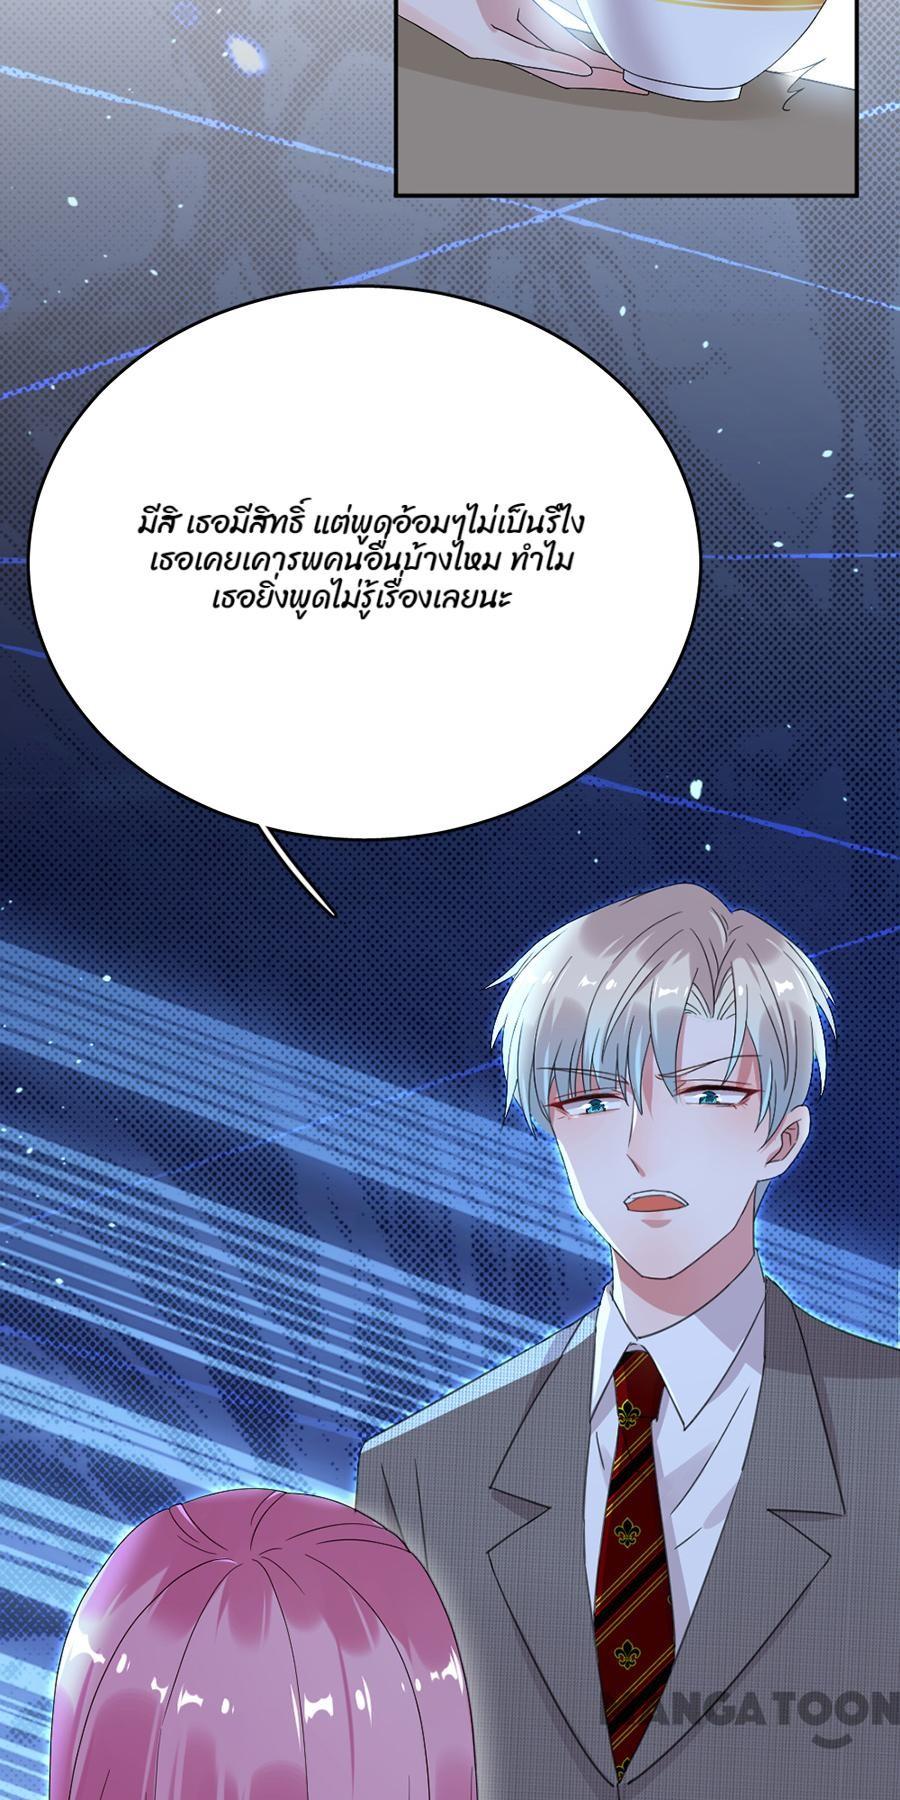 มีสิ เธอมีสิทธิ์ แต่พูดอ้อมๆไม่เป็นรึไง
เธอเคยเคารพคนอื่นบ้างไหม ทำไม
เธอยิ่งพูดไม่รู้เรื่องเลยนะ
MANGA TOON